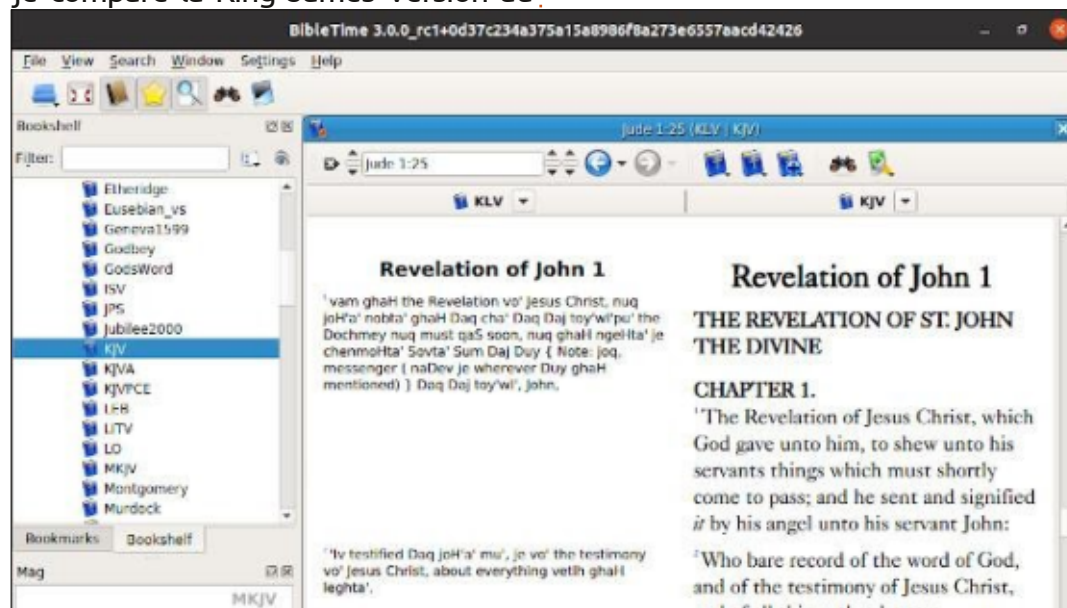 je compare la King James Version de
BibleTime 3.0.0_rc1+0d37c234a375a15a8986f8a273e6557aacd42426
File View Search Window Settings Help
Bookshelf
Filter:
Etheridge
Eusebian_vs
Geneva1599
Godbey
GodsWord
ISV
JPS
Jubilee2000
KJV
KJVA
KJVPCE
LEB
LITV
LO
MKJV
Montgomery
Murdock
Bookmarks Bookshelf
Mag
MKJV
Jude 1:25 (KLV | KJV)
Jude 1:25
KLV
KJV
Revelation of John 1
¹vam ghaH the Revelation vo' Jesus Christ, nuq
joH'a' nobta' ghaH Daq cha' Daq Daj toy'wI'pu' the
Dochmey nuq must qaS soon, nuq ghaH ngeHta' je
chenmoHta' Sovta' Sum Daj Duy { Note: joq,
messenger ( naDev je wherever Duy ghaH
mentioned) } Daq Daj toy'wI', John,
²'Iv testified Daq joH'a' mu', je vo' the testimony
vo' Jesus Christ, about everything vetlh ghaH
leghta'.
Revelation of John 1
THE REVELATION OF ST. JOHN
THE DIVINE
CHAPTER 1.
¹The Revelation of Jesus Christ, which
God gave unto him, to shew unto his
servants things which must shortly
come to pass; and he sent and signified
it by his angel unto his servant John:
²Who bare record of the word of God,
and of the testimony of Jesus Christ,